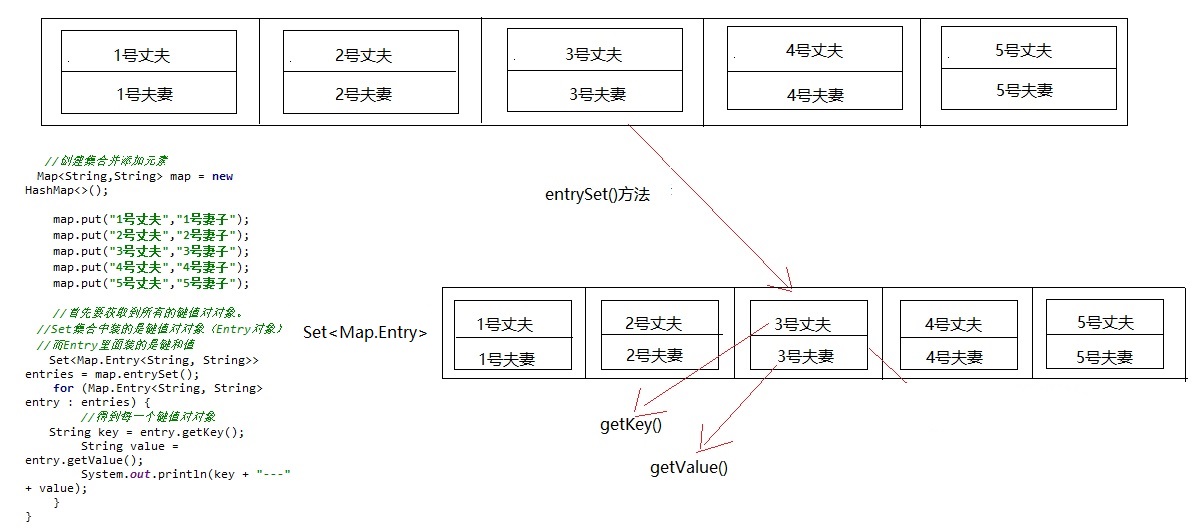 1号丈夫 2号丈夫 3号丈夫 4号丈夫 5号丈夫
1号夫妻 2号夫妻 3号夫妻 4号夫妻 5号夫妻
//创建集合并添加元素
Map<String,String> map = new
HashMap<>();
map.put("1号丈夫","1号妻子");
map.put("2号丈夫","2号妻子");
map.put("3号丈夫","3号妻子");
map.put("4号丈夫","4号妻子");
map.put("5号丈夫","5号妻子");
//首先要获取到所有的键值对对象。
//Set集合中装的是键值对对象（Entry对象）
//而Entry里面装的是键和值
Set<Map.Entry<String, String>>
entries = map.entrySet();
for (Map.Entry<String, String>
entry : entries) {
//得到每一个键值对对象
String key = entry.getKey();
String value =
entry.getValue();
System.out.println(key + "---"
+ value);
}
}
entrySet()方法
Set<Map.Entry>
1号丈夫 2号丈夫 3号丈夫 4号丈夫 5号丈夫
1号夫妻 2号夫妻 3号夫妻 4号夫妻 5号夫妻
getKey()
getValue()